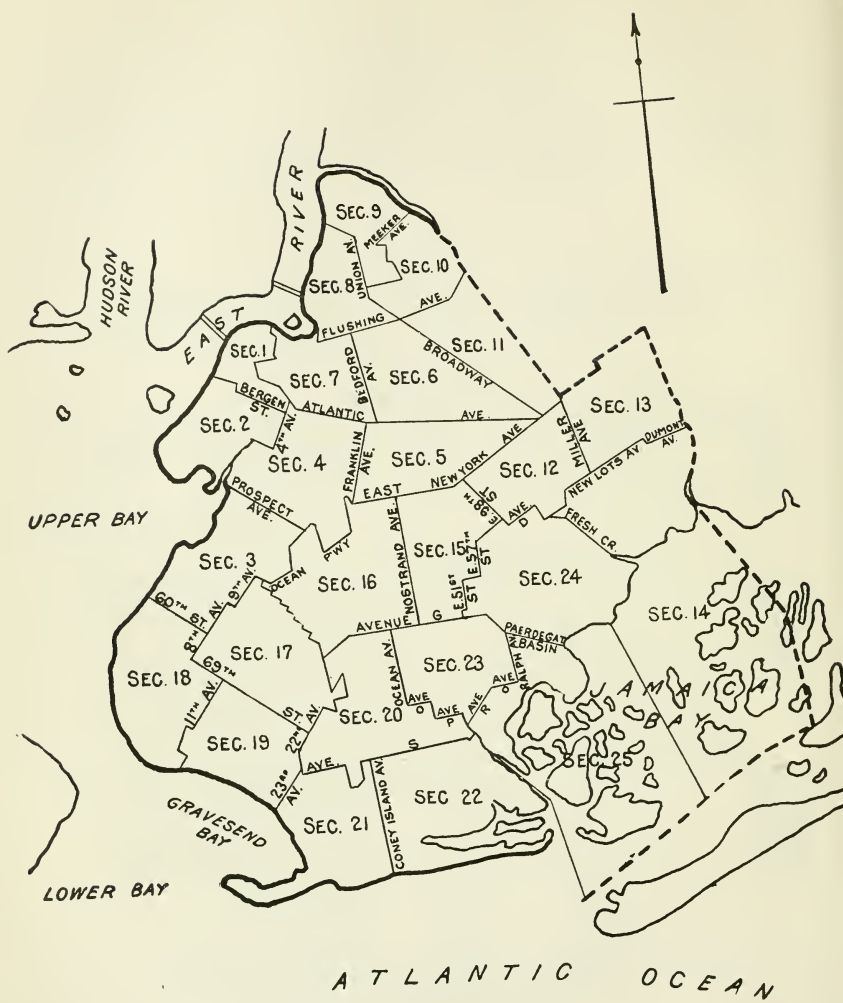 SEC. 9
MEEKER AVE.
RIVER
HUDSON RIVER
UNION AV.
SEC. 10
SEC. 8
EAST
FLUSHING AVE.
SEC. 1
SEC. 11
BROADWAY
BEDFORD AV.
SEC. 7
SEC. 6
BERGEN ST.
ATLANTIC AVE.
SEC. 13
MILLER AVE
DUMONT AV.
SEC. 2
4TH AV.
FRANKLIN AVE.
SEC. 5
SEC. 4
EAST NEW YORK AVE
SEC. 12
NEW LOTS AV.
E. 98TH ST
AVE D
FRESH CR.
UPPER BAY
PROSPECT AVE.
OCEAN P'WY
NOSTRAND AVE.
SEC. 15
E. 57TH ST
E. 51ST ST
SEC. 3
9TH AV.
SEC. 16
SEC. 24
60TH ST.
8TH AV.
SEC. 14
AVENUE G
PAERDEGAT BASIN
SEC. 17
69TH ST.
SEC. 18
11TH AV.
OCEAN AV.
SEC. 23
RALPH AV.
AVE O
JAMAICA BAY
SEC. 20
AVE O
AVE P
AVE R
22ND AV.
SEC. 19
AVE. S
SEC. 25
23RD AV.
SEC. 21
CONEY ISLAND AV.
SEC 22
GRAVESEND BAY
LOWER BAY
ATLANTIC OCEAN